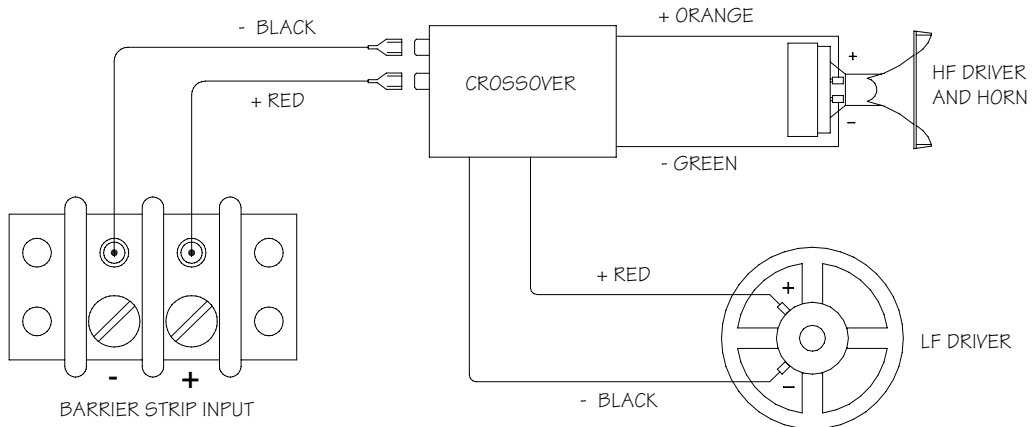 - BLACK
+ ORANGE
+ RED
CROSSOVER
+
-
HF DRIVER
AND HORN
- GREEN
+ RED
+
-
LF DRIVER
- BLACK
- +
BARRIER STRIP INPUT